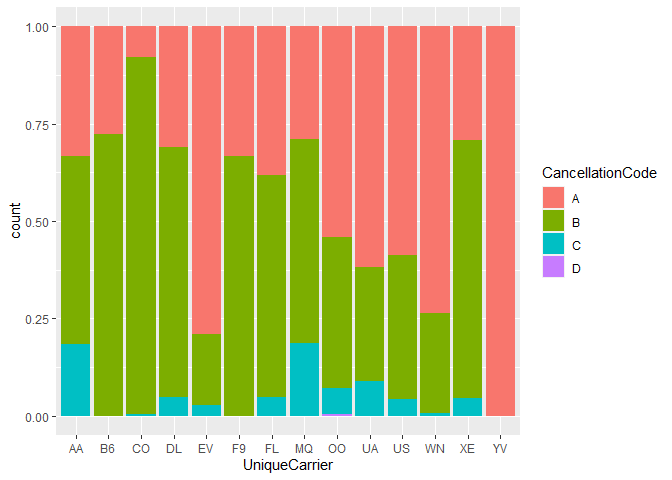 1.00
0.75
0.50
0.25
0.00
count
AA B6 CO DL EV F9 FL MQ OO UA US WN XE YV
UniqueCarrier
CancellationCode
A
B
C
D